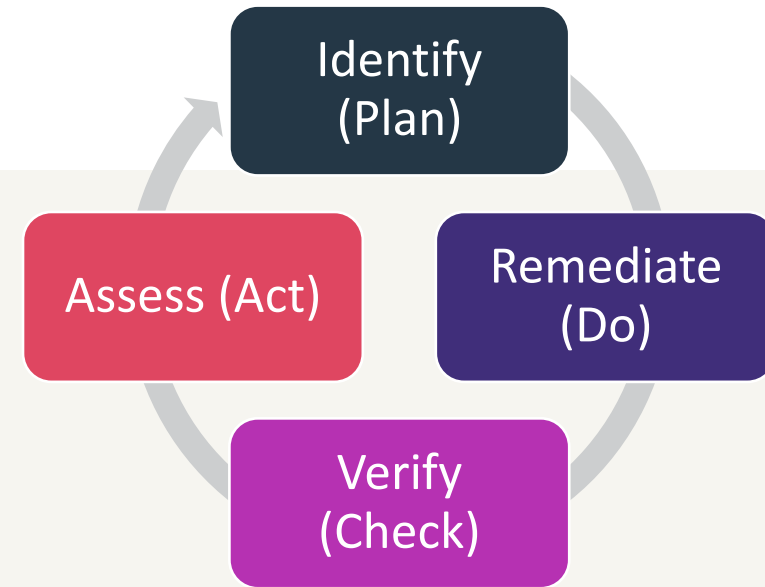 Identify
(Plan)
Remediate
(Do)
Verify
(Check)
Assess (Act)